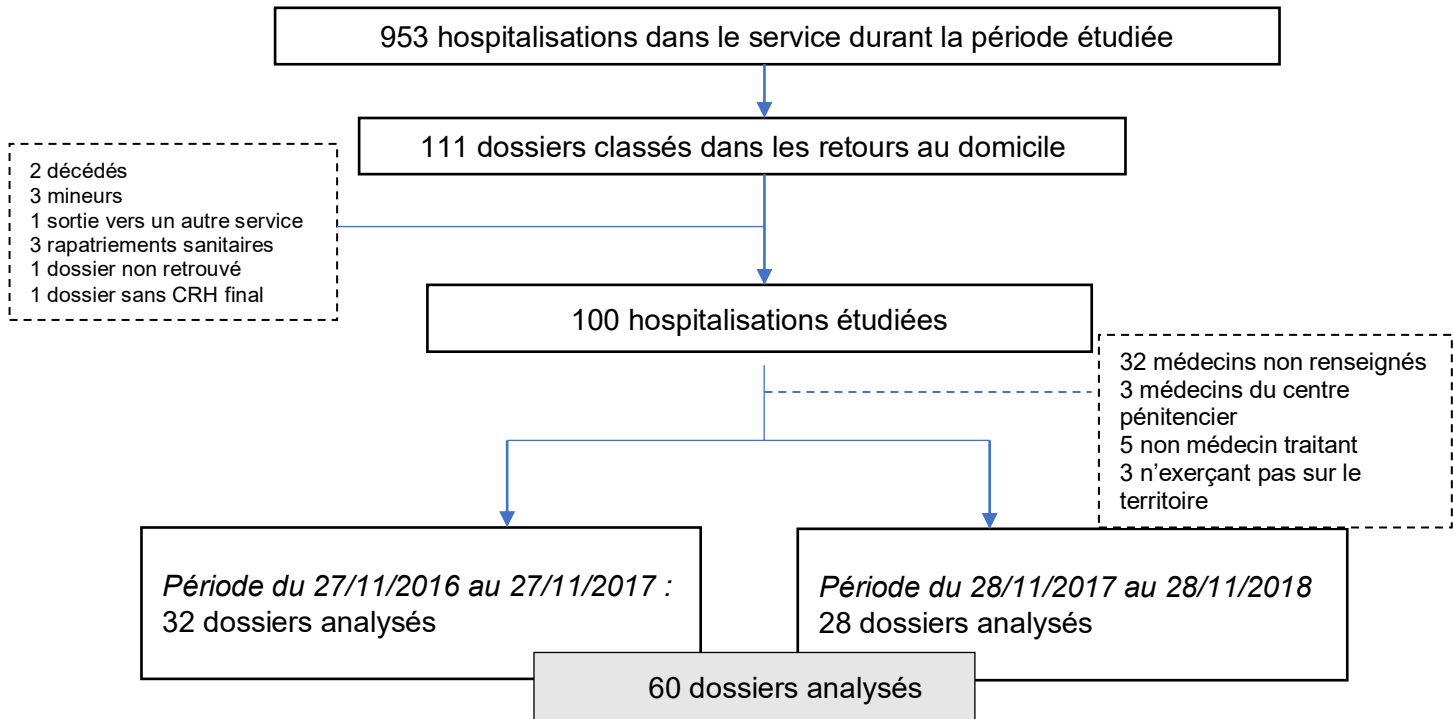 953 hospitalisations dans le service durant la période étudiée
111 dossiers classés dans les retours au domicile
2 décédés
3 mineurs
1 sortie vers un autre service
3 rapatriements sanitaires
1 dossier non retrouvé
1 dossier sans CRH final
100 hospitalisations étudiées
32 médecins non renseignés
3 médecins du centre
pénitencier
5 non médecin traitant
3 n’exerçant pas sur le
territoire
Période du 27/11/2016 au 27/11/2017 :
32 dossiers analysés
Période du 28/11/2017 au 28/11/2018
28 dossiers analysés
60 dossiers analysés